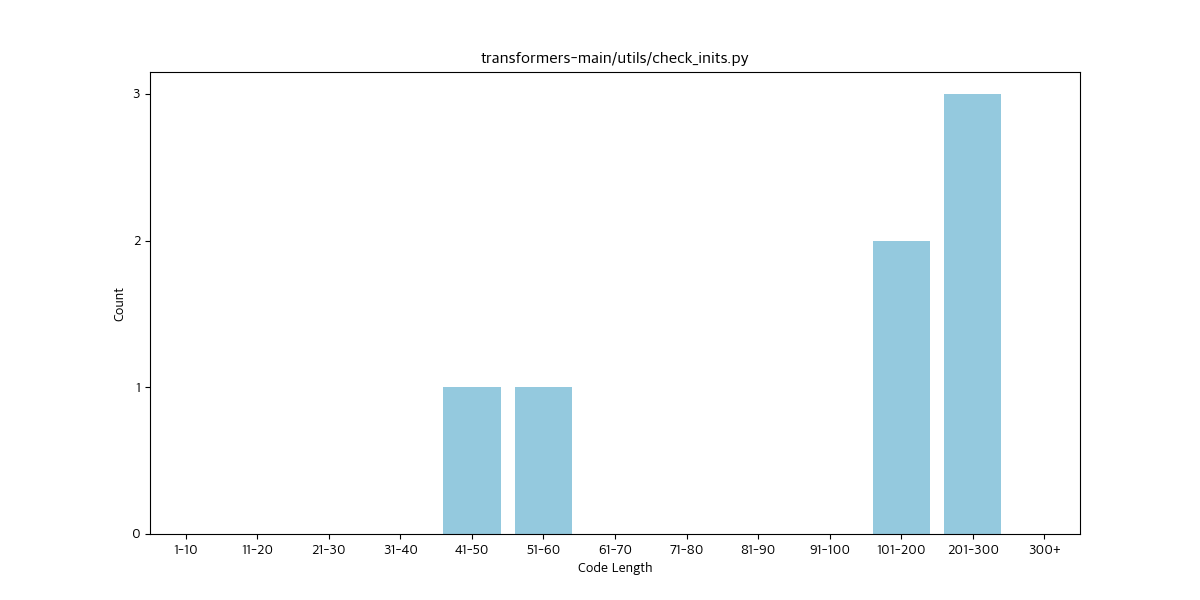 transformers-main/utils/check_inits.py
3
2
1
0
Count
1-10 11-20 21-30 31-40 41-50 51-60 61-70 71-80 81-90 91-100 101-200 201-300 300+
Code Length